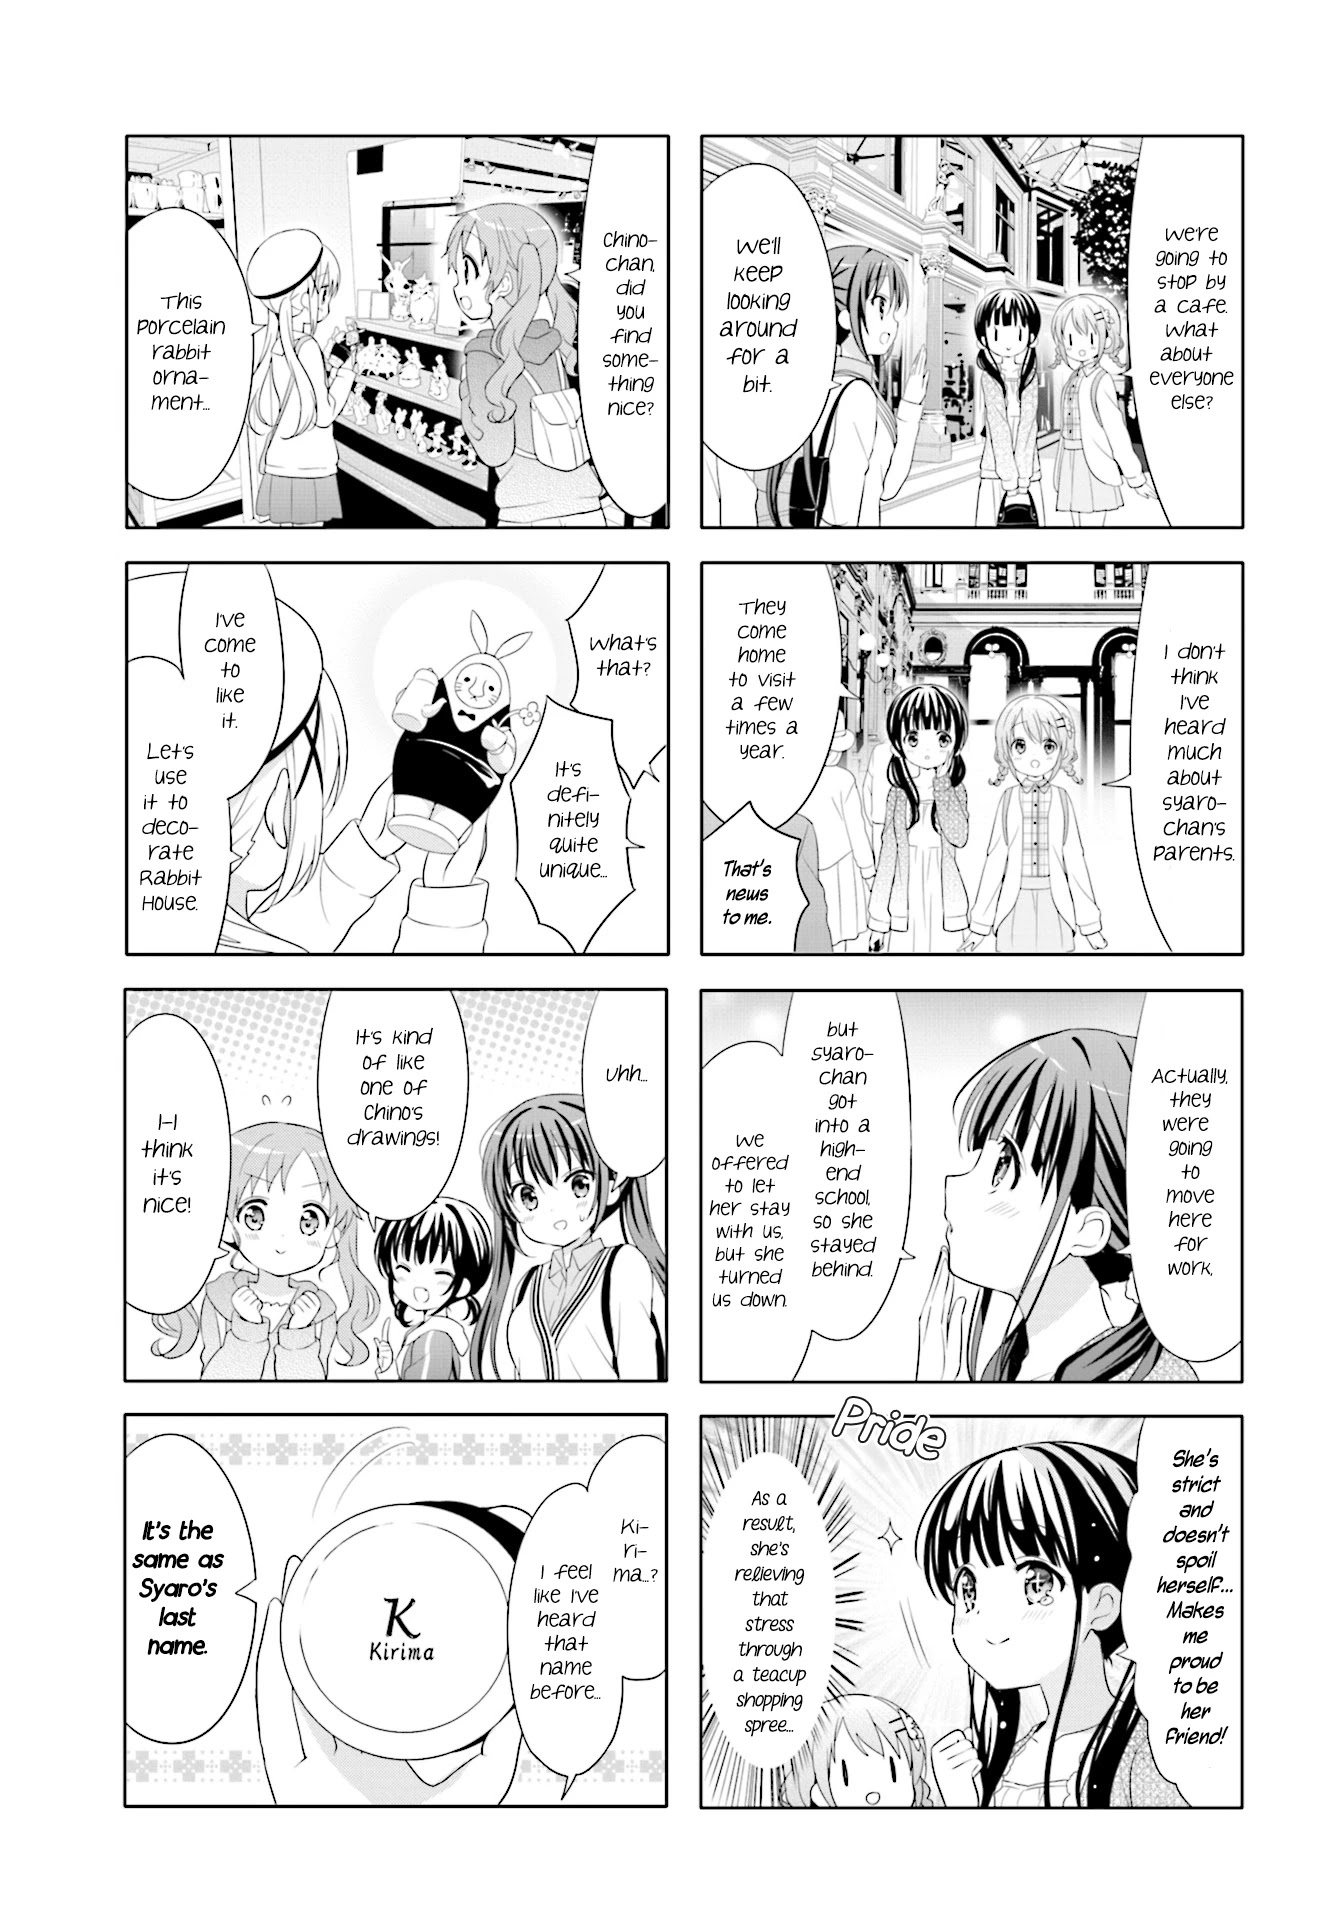 We're
going to
stop by
a cafe.
What
about
everyone
else?
We'll
keep
looking
around
for a
bit.
I don't
think
I've
heard
much
about
Syaro-
chan's
parents.
They
come
home
to visit
a few
times a
year.
That's
news
to me.
Actually,
they
were
going
to
move
here
for
work,
but
Syaro-
chan
got
into a
high-
end
school,
so she
stayed
behind.
We
offered
to let
her stay
with us,
but she
turned
us down.
Pride
She's
strict
and
doesn't
spoil
herself...
Makes
me
proud
to be
her
friend!
As a
result,
she's
relieving
that
stress
through
a teacup
shopping
spree...
Chino-
chan,
did
you
find
some-
thing
nice?
This
porcelain
rabbit
orna-
ment...
What's
that?
It's
defi-
nitely
quite
unique...
I've
come
to
like
it.
Let's
use
it to
deco-
rate
Rabbit
House.
Uhh...
It's kind
of like
one of
Chino's
drawings!
I-I
think
it's
nice!
Ki-
ri-
ma...?
I feel
like I've
heard
that
name
before...
K
Kirima
It's the
same as
Syaro's
last
name.